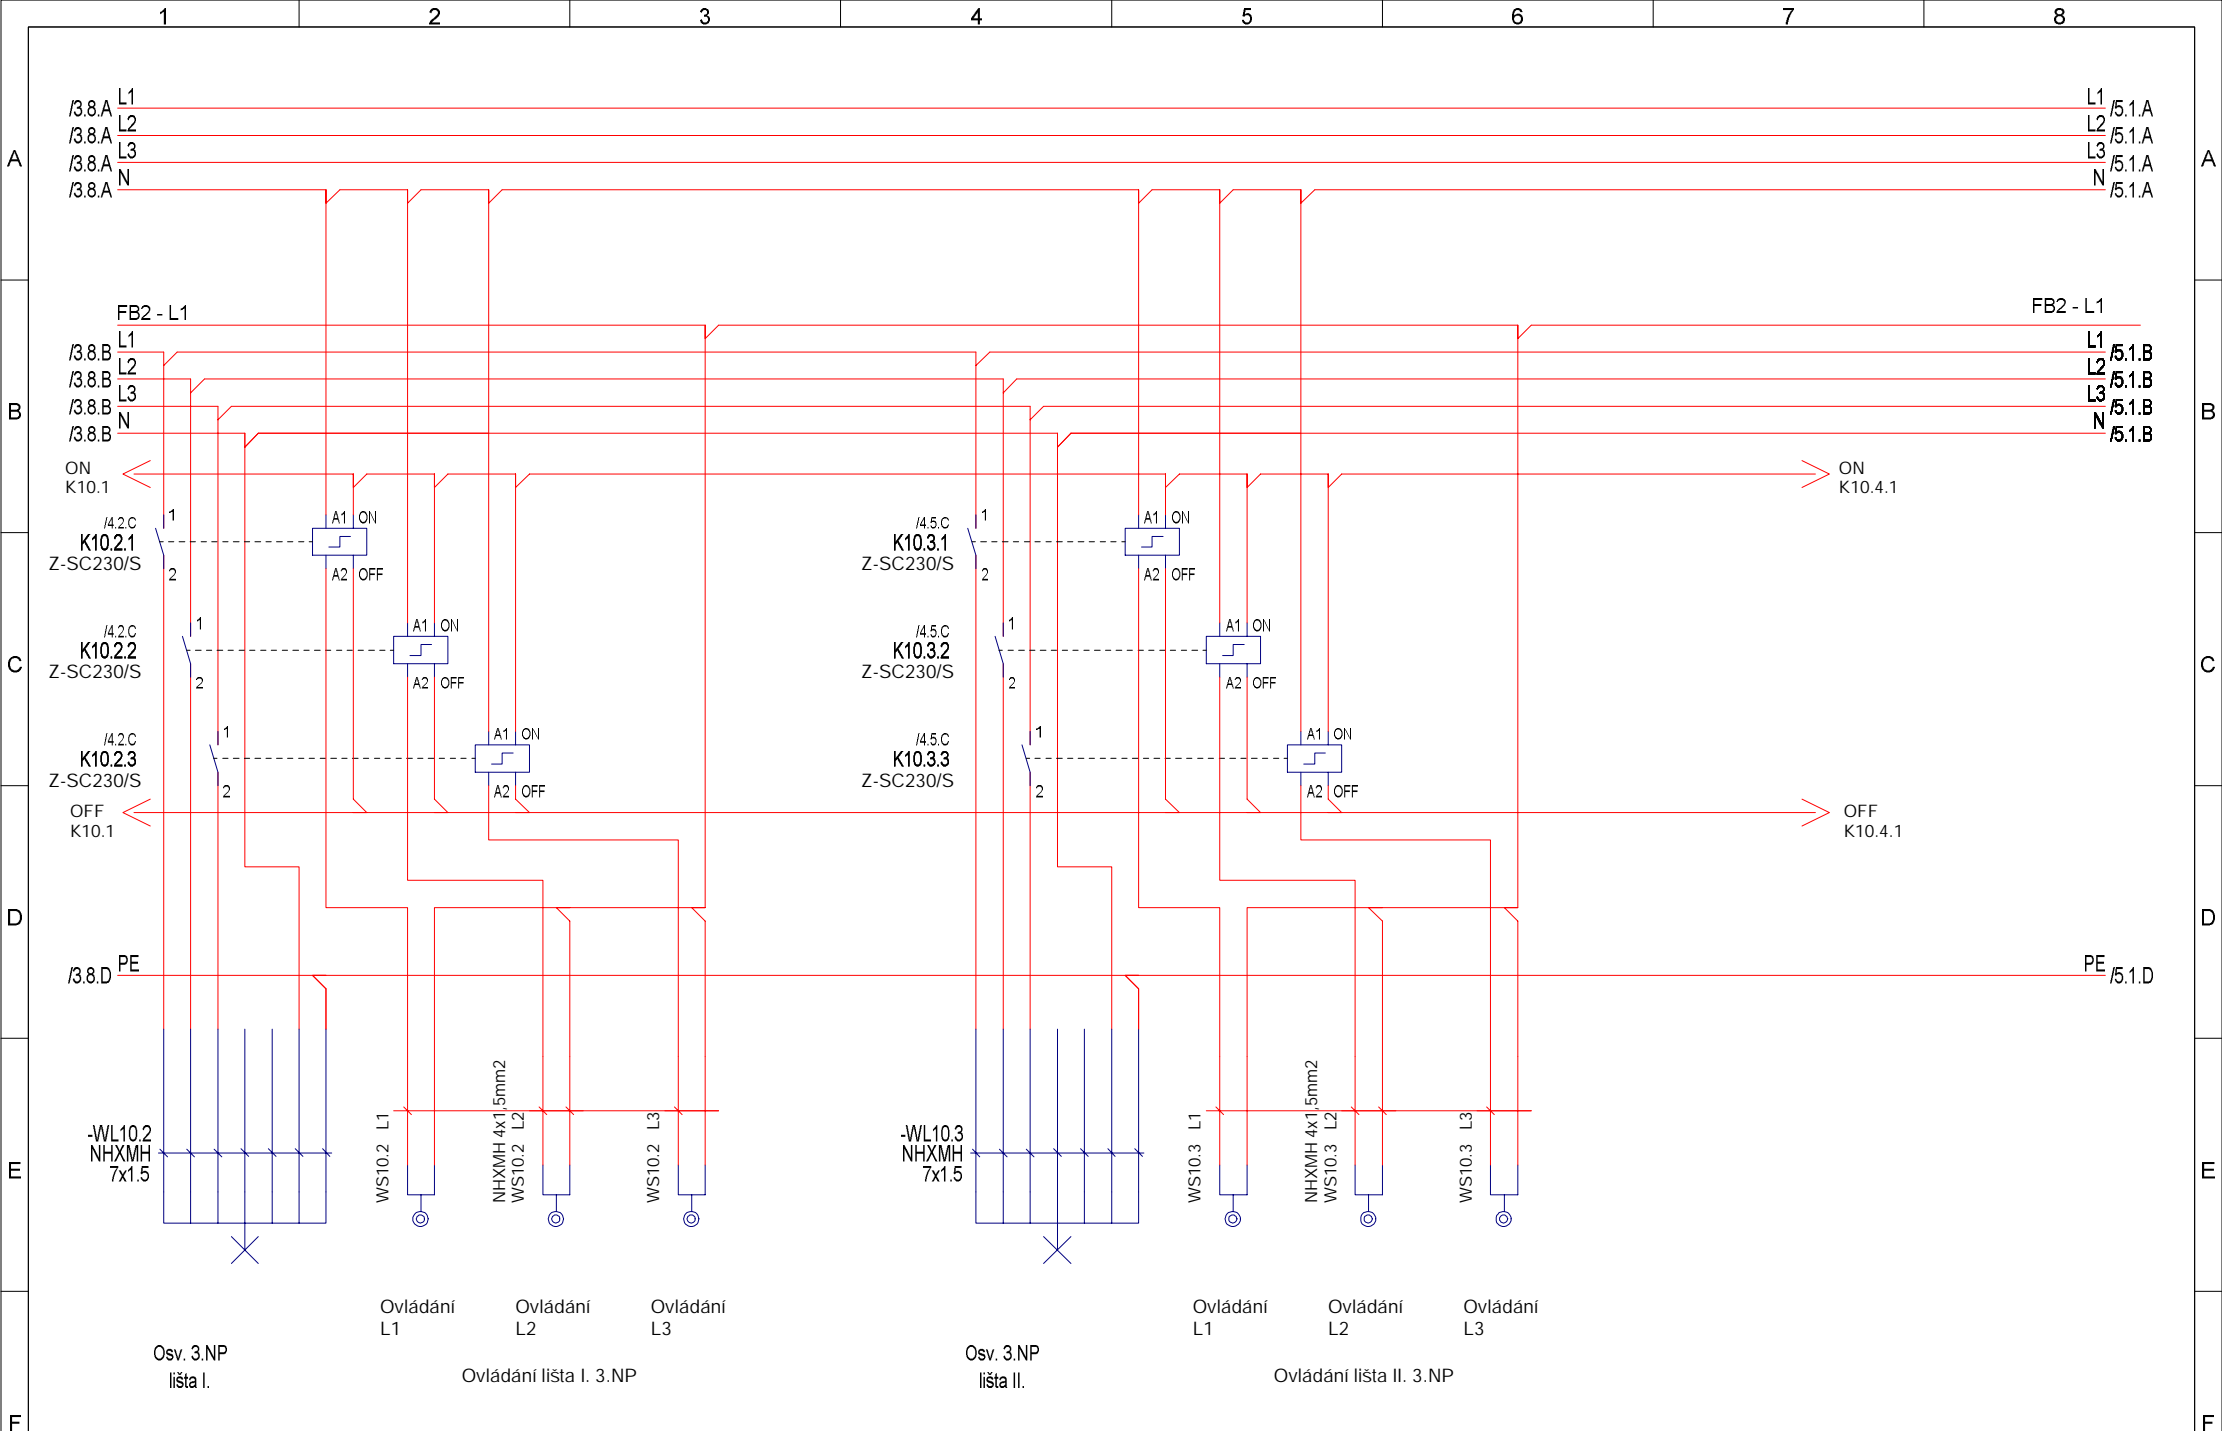 1 2 3 4 5 6 7 8
L1 L1
/3.8.A /5.1.A
L2 L2
/3.8.A /5.1.A
L3 L3
A /3.8.A /5.1.A A
N N
/3.8.A /5.1.A
FB2 - L1 FB2 - L1
L1 L1
/3.8.B /5.1.B
L2 L2
/3.8.B /5.1.B
L3 L3
B /3.8.B /5.1.B B
N N
/3.8.B /5.1.B
ON ON
K10.1 K10.4.1
/4.2.C 1 A1 ON /4.5.C 1 A1 ON
K10.2.1 K10.3.1
Z-SC230/S 2 A2 OFF Z-SC230/S 2 A2 OFF
/4.2.C 1 A1 ON /4.5.C 1 A1 ON
K10.2.2 K10.3.2
C Z-SC230/S 2 A2 OFF Z-SC230/S 2 A2 OFF C
/4.2.C 1 A1 ON /4.5.C 1 A1 ON
K10.2.3 K10.3.3
Z-SC230/S 2 A2 OFF Z-SC230/S 2 A2 OFF
OFF OFF
K10.1 K10.4.1
D D
PE PE
/3.8.D /5.1.D
-WL10.2
NHXMH
7x1.5
WS10.2 L1
NHXMH 4x1,5mm2
WS10.2 L2
WS10.2 L3
-WL10.3
NHXMH
7x1.5
WS10.3 L1
NHXMH 4x1,5mm2
WS10.3 L2
WS10.3 L3
E E
Ovládání Ovládání Ovládání Ovládání Ovládání Ovládání
L1 L2 L3 L1 L2 L3
Osv. 3.NP Osv. 3.NP
lišta I. Ovládání lišta I. 3.NP lišta II. Ovládání lišta II. 3.NP
F F